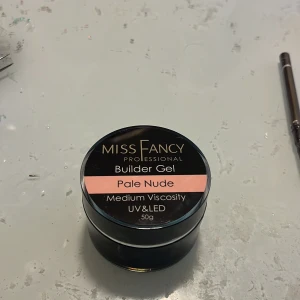 MISS FANCY
PROFESSIONAL
Builder Gel
Pale Nude
Medium Viscosity
UV&LED
50g